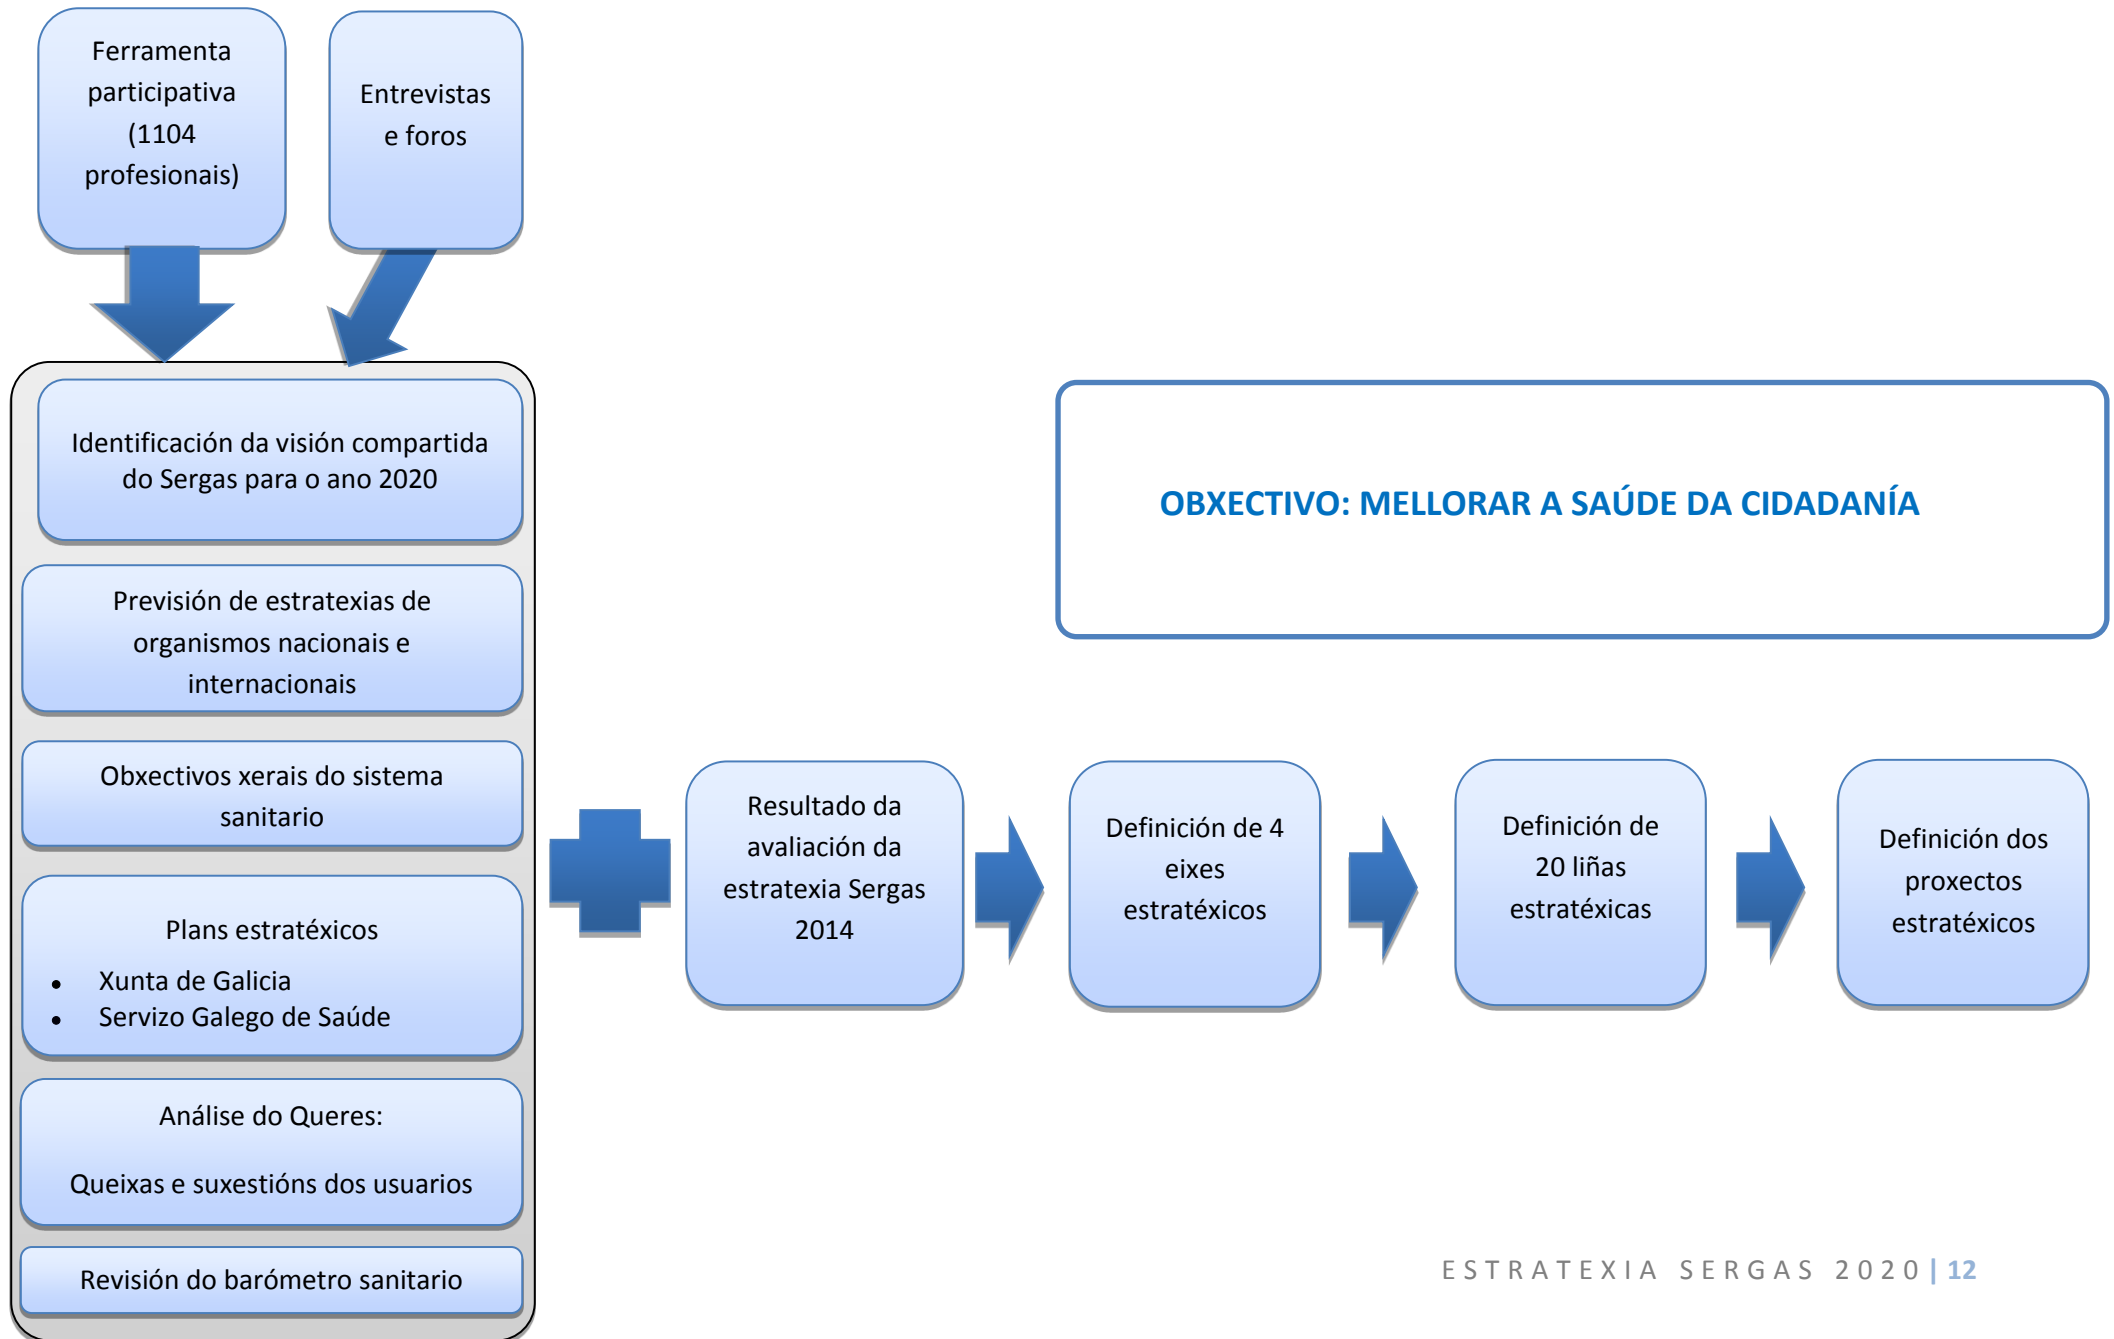 Ferramenta
participativa
(1104
profesionais)
Entrevistas
e foros
Identificación da visión compartida
do Sergas para o ano 2020
Previsión de estratexias de
organismos nacionais e
internacionais
Obxectivos xerais do sistema
sanitario
Plans estratéxicos
• Xunta de Galicia
• Servizo Galego de Saúde
Análise do Queres:
Queixas e suxestións dos usuarios
Revisión do barómetro sanitario
OBXECTIVO: MELLORAR A SAÚDE DA CIDADANÍA
Resultado da
avaliación da
estratexia Sergas
2014
Definición de 4
eixes
estratéxicos
Definición de
20 liñas
estratéxicas
Definición dos
proxectos
estratéxicos
ESTRATEXIA SERGAS 2020 | 12